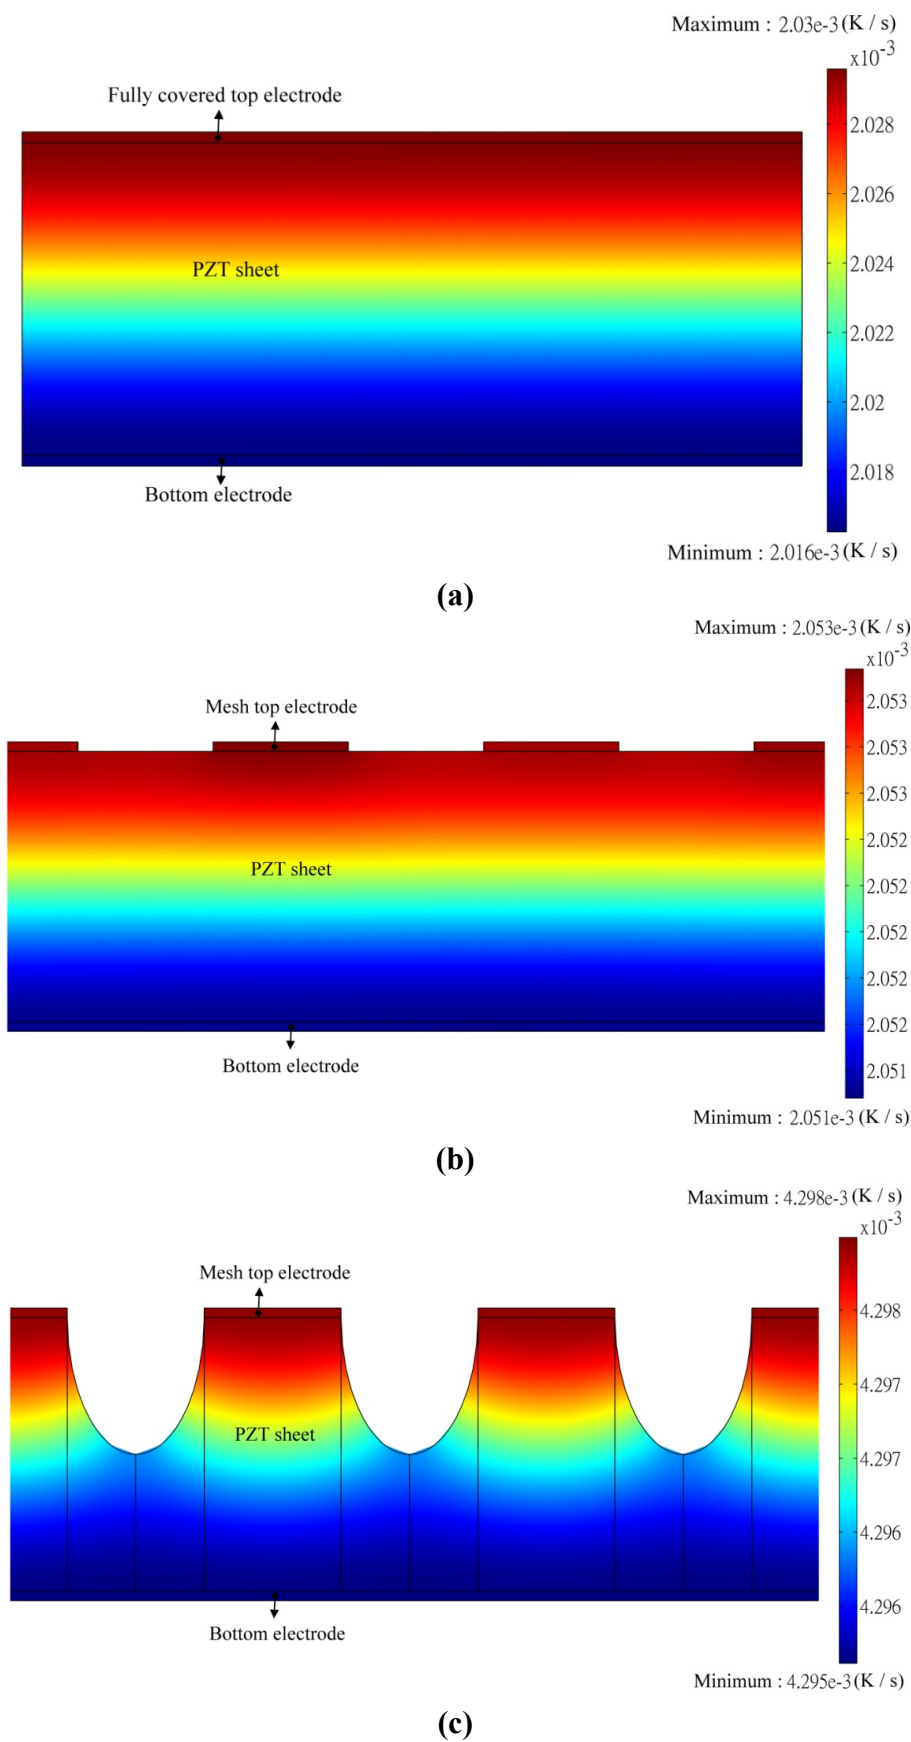 Maximum : 2.03e-3 (K / s)
x10-3
Fully covered top electrode
2.028
2.026
PZT sheet
2.024
2.022
2.02
2.018
Bottom electrode
Minimum : 2.016e-3 (K / s)
(a)
Maximum : 2.053e-3 (K / s)
x10-3
Mesh top electrode
2.053
2.053
2.053
2.052
PZT sheet
2.052
2.052
2.052
2.052
Bottom electrode
2.051
Minimum : 2.051e-3 (K / s)
(b)
Maximum : 4.298e-3 (K / s)
x10-3
Mesh top electrode
4.298
4.297
PZT sheet
4.297
4.296
4.296
Bottom electrode
Minimum : 4.295e-3 (K / s)
(c)